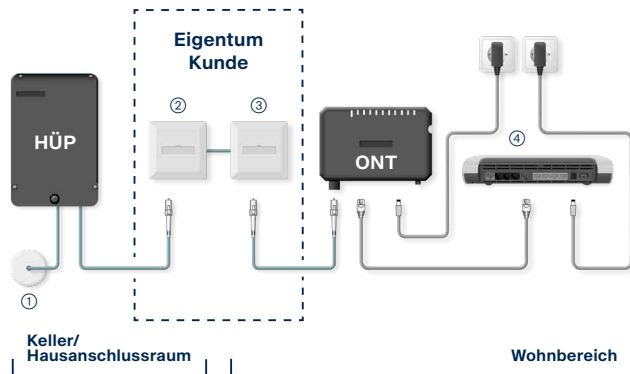 Eigentum
Kunde
②
③
④
HÜP
ONT
①
Keller/
Hausanschlussraum
Wohnbereich